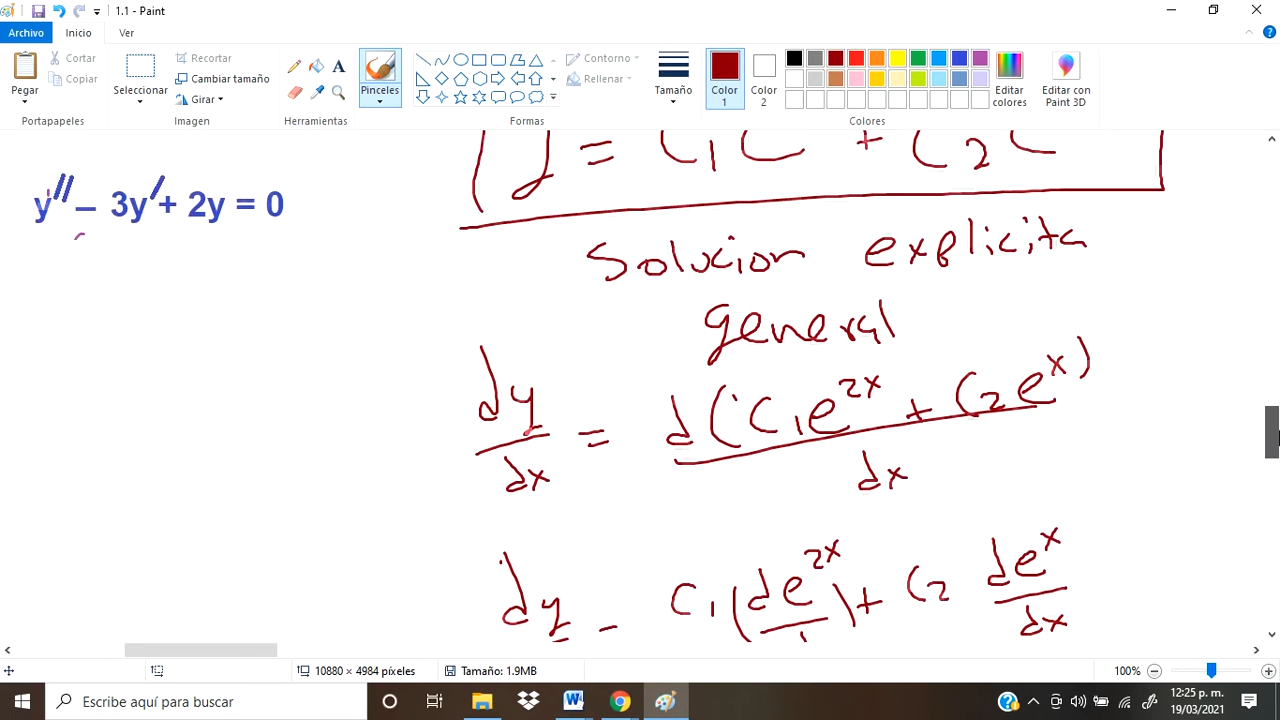 1.1 - Paint
Archivo Inicio Ver
Pegar
Cortar
Copiar
Portapapeles
Seleccionar
Recortar
Cambiar tamaño
Girar
Imagen
A
Herramientas
Pinceles
Contorno
Rellenar
Formas
Tamaño
Color 1
Color 2
Editar colores
Colores
Editar con Paint 3D
y'' – 3y' + 2y = 0
y = C1 e + C2 e
Solucion explicita
general
dy/dx = d(C1e^2x + C2e^x)/dx
dy = C1(de^2x) + C2 de^x/dx
10880 × 4984 píxeles
Tamaño: 1.9MB
100%
Escribe aquí para buscar
12:25 p. m.
19/03/2021